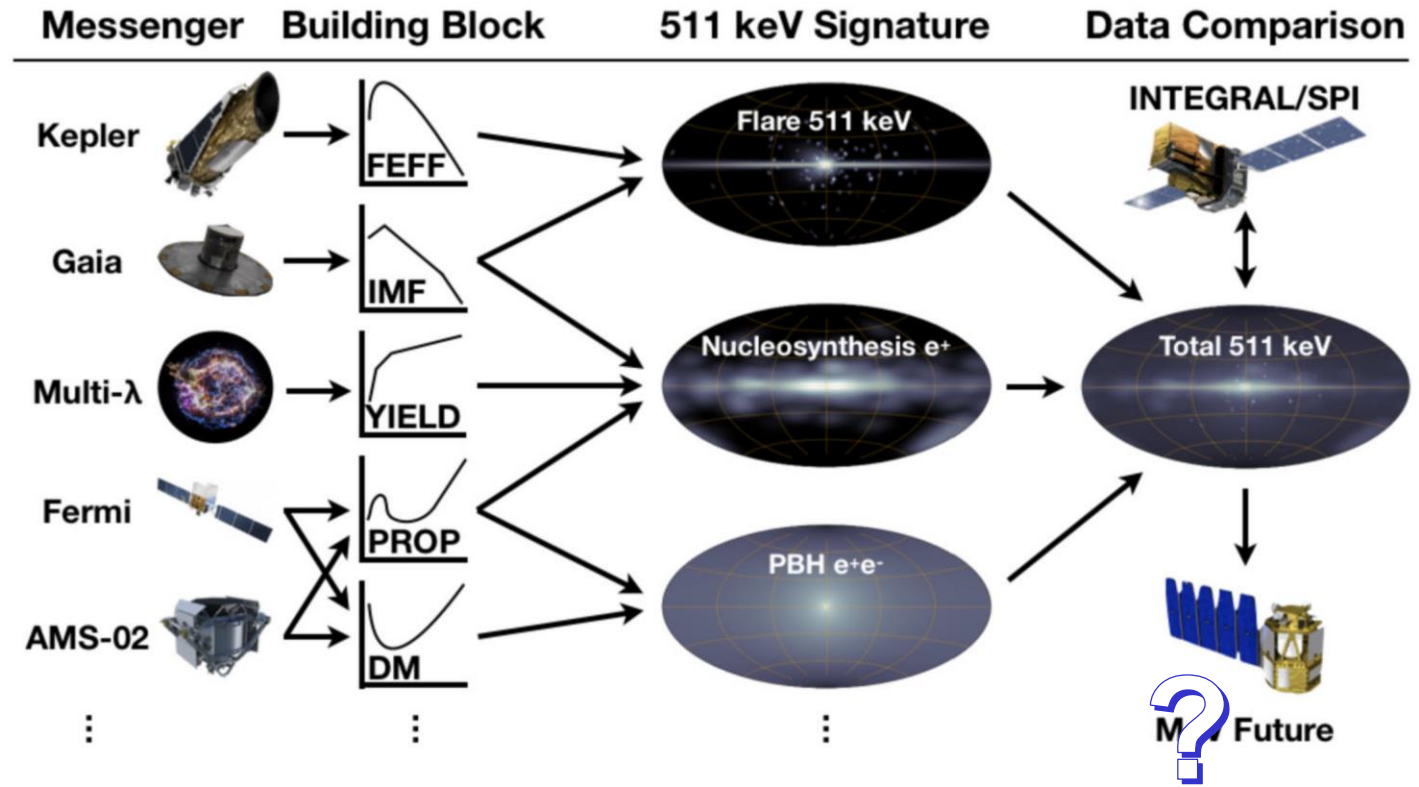 Messenger Building Block 511 keV Signature Data Comparison
Kepler
FEFF
Flare 511 keV
INTEGRAL/SPI
Gaia
IMF
Multi-λ
YIELD
Nucleosynthesis e⁺
Total 511 keV
Fermi
PROP
PBH e⁺e⁻
AMS-02
DM
⋮ ⋮ ⋮
?
Future